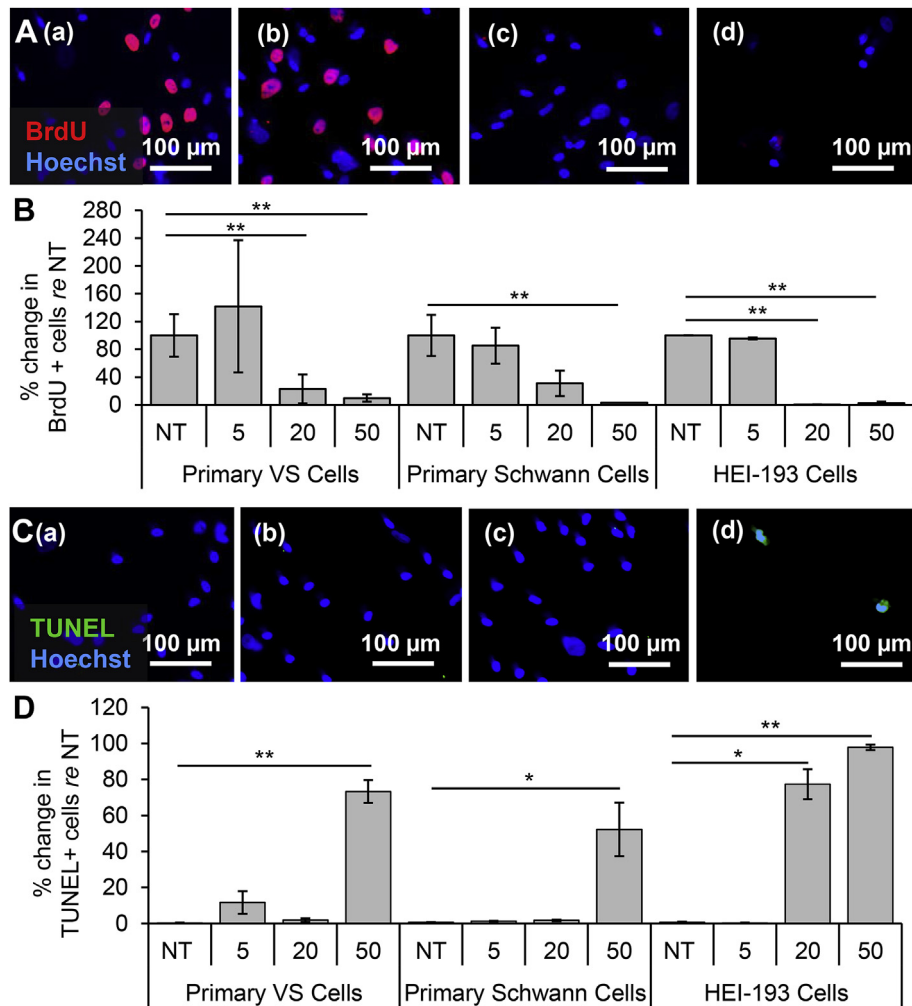 A (a) (b) (c) (d)
BrdU
Hoechst
100 µm 100 µm 100 µm 100 µm
B
% change in
BrdU + cells re NT
280
240
200
160
120
80
40
0
** ** ** ** **
NT 5 20 50 NT 5 20 50 NT 5 20 50
Primary VS Cells Primary Schwann Cells HEI-193 Cells
C (a) (b) (c) (d)
TUNEL
Hoechst
100 µm 100 µm 100 µm 100 µm
D
% change in
TUNEL+ cells re NT
120
100
80
60
40
20
0
** * ** *
NT 5 20 50 NT 5 20 50 NT 5 20 50
Primary VS Cells Primary Schwann Cells HEI-193 Cells